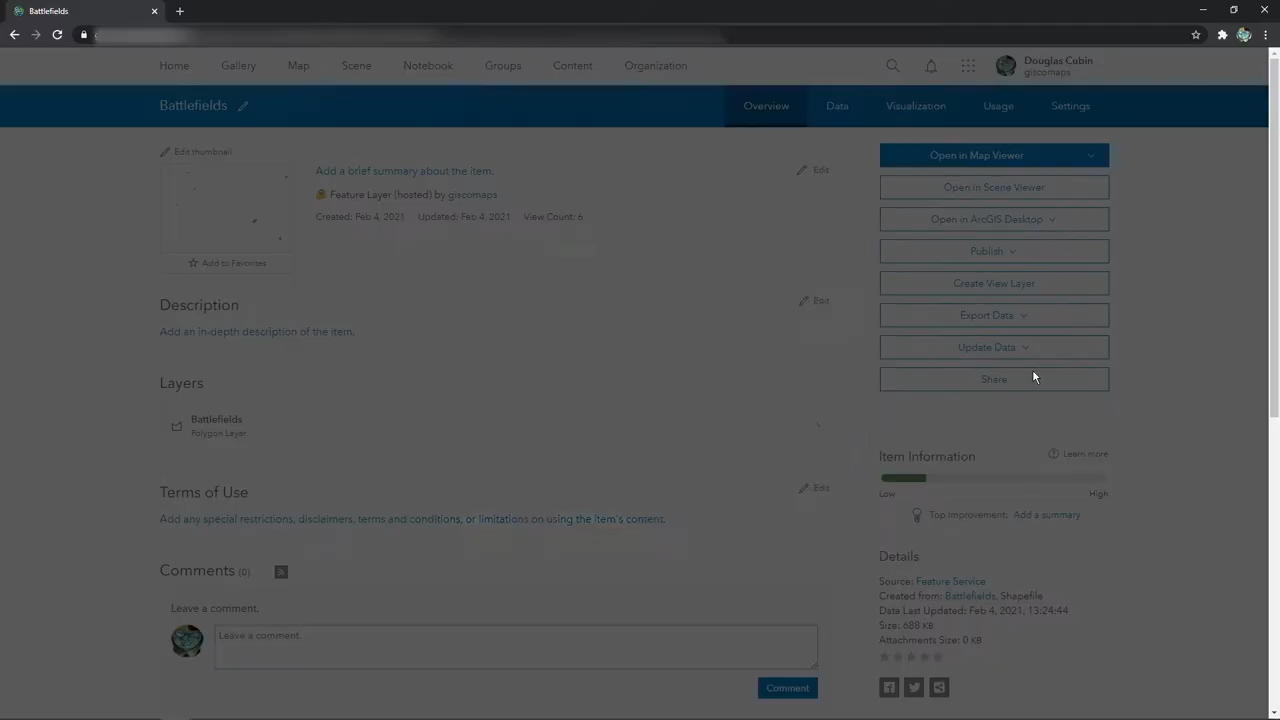 Battlefields
Home Gallery Map Scene Notebook Groups Content Organization
Douglas Cubin
giscomaps
Battlefields
Overview Data Visualization Usage Settings
Edit thumbnail
Add to Favorites
Add a brief summary about the item.
Edit
Feature Layer (hosted) by giscomaps
Created: Feb 4, 2021 Updated: Feb 4, 2021 View Count: 6
Description
Edit
Add an in-depth description of the item.
Layers
Battlefields
Polygon Layer
Terms of Use
Edit
Add any special restrictions, disclaimers, terms and conditions, or limitations on using the item's content.
Comments (0)
Leave a comment.
Leave a comment.
Comment
Open in Map Viewer
Open in Scene Viewer
Open in ArcGIS Desktop
Publish
Create View Layer
Export Data
Update Data
Share
Item Information
Learn more
Low High
Top Improvement: Add a summary
Details
Source: Feature Service
Created from: Battlefields, Shapefile
Data Last Updated: Feb 4, 2021, 13:24:44
Size: 688 KB
Attachments Size: 0 KB